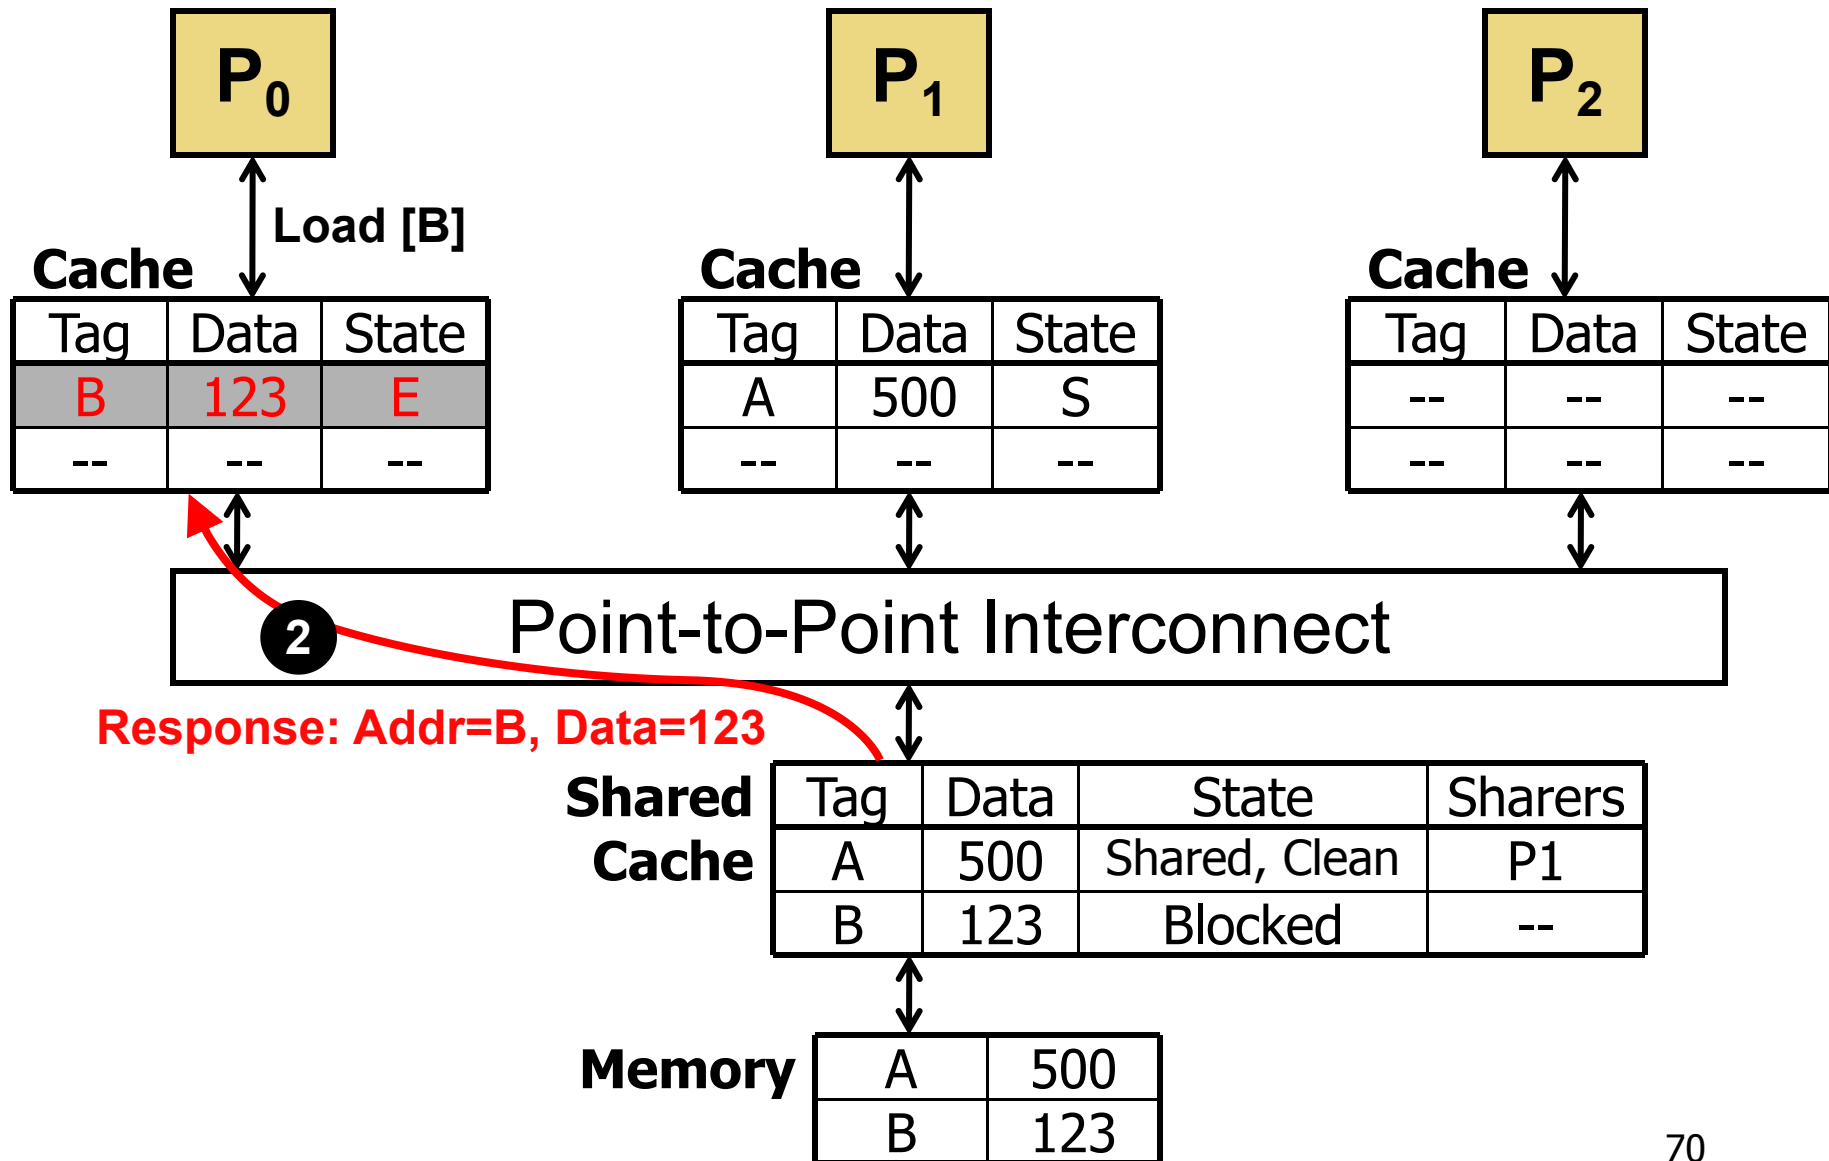 P0 P1 P2
Load [B]
Cache Cache Cache
Tag Data State Tag Data State Tag Data State
B 123 E A 500 S -- -- --
-- -- -- -- -- -- -- -- --
2 Point-to-Point Interconnect
Response: Addr=B, Data=123
Shared Tag Data State Sharers
Cache A 500 Shared, Clean P1
B 123 Blocked --
Memory A 500
B 123
70